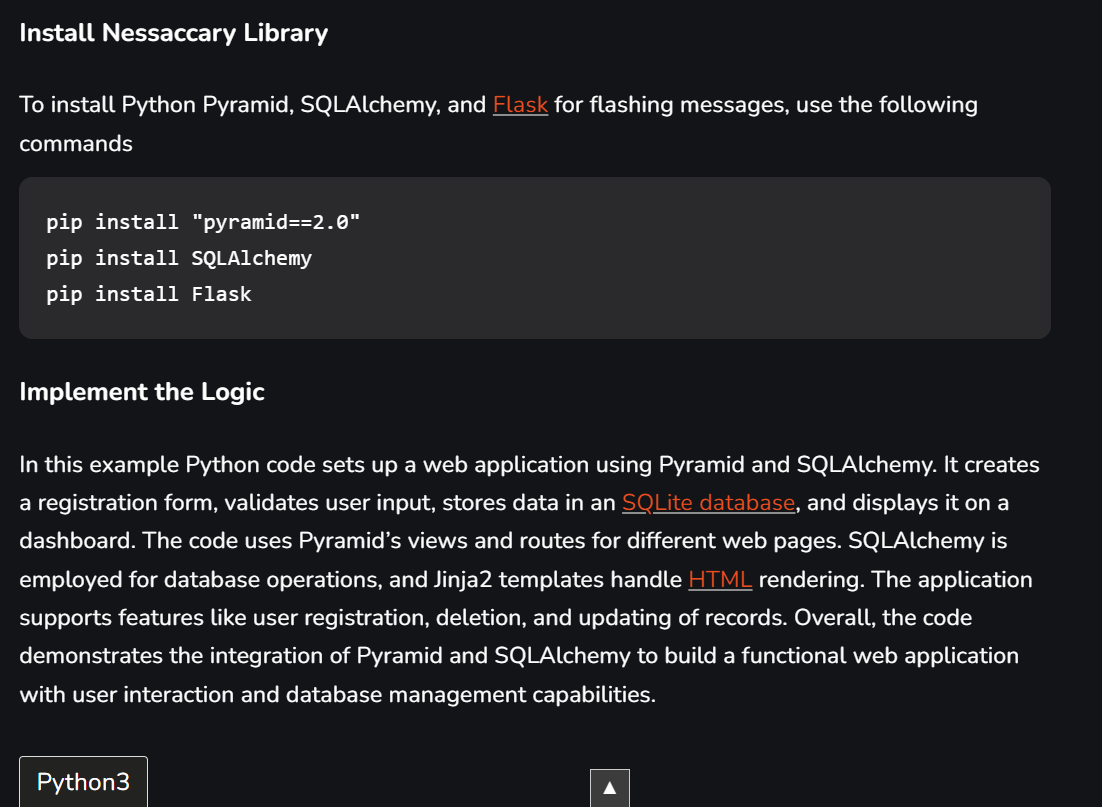 Install Nessaccary Library
To install Python Pyramid, SQLAlchemy, and Flask for flashing messages, use the following
commands
pip install "pyramid==2.0"
pip install SQLAlchemy
pip install Flask
Implement the Logic
In this example Python code sets up a web application using Pyramid and SQLAlchemy. It creates
a registration form, validates user input, stores data in an SQLite database, and displays it on a
dashboard. The code uses Pyramid’s views and routes for different web pages. SQLAlchemy is
employed for database operations, and Jinja2 templates handle HTML rendering. The application
supports features like user registration, deletion, and updating of records. Overall, the code
demonstrates the integration of Pyramid and SQLAlchemy to build a functional web application
with user interaction and database management capabilities.
Python3